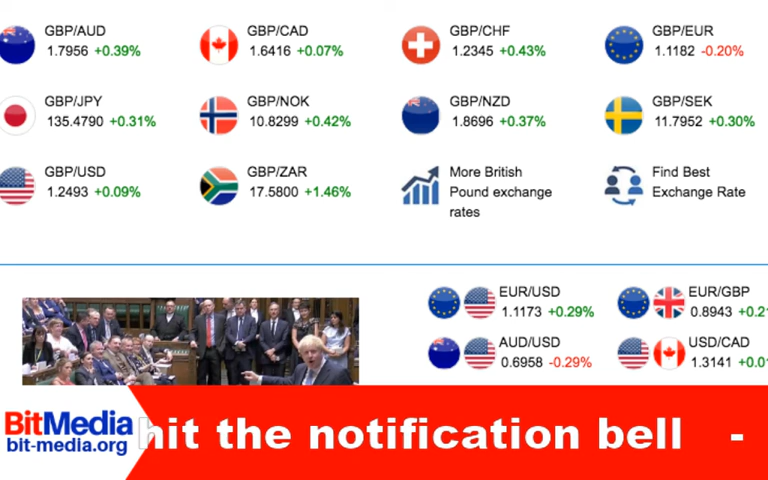 GBP/AUD
1.7956 +0.39%
GBP/CAD
1.6416 +0.07%
GBP/CHF
1.2345 +0.43%
GBP/EUR
1.1182 -0.20%
GBP/JPY
135.4790 +0.31%
GBP/NOK
10.8299 +0.42%
GBP/NZD
1.8696 +0.37%
GBP/SEK
11.7952 +0.30%
GBP/USD
1.2493 +0.09%
GBP/ZAR
17.5800 +1.46%
More British
Pound exchange
rates
Find Best
Exchange Rate
EUR/USD
1.1173 +0.29%
EUR/GBP
0.8943 +0.2
AUD/USD
0.6958 -0.29%
USD/CAD
1.3141 +0.0
BitMedia
bit-media.org
hit the notification bell -